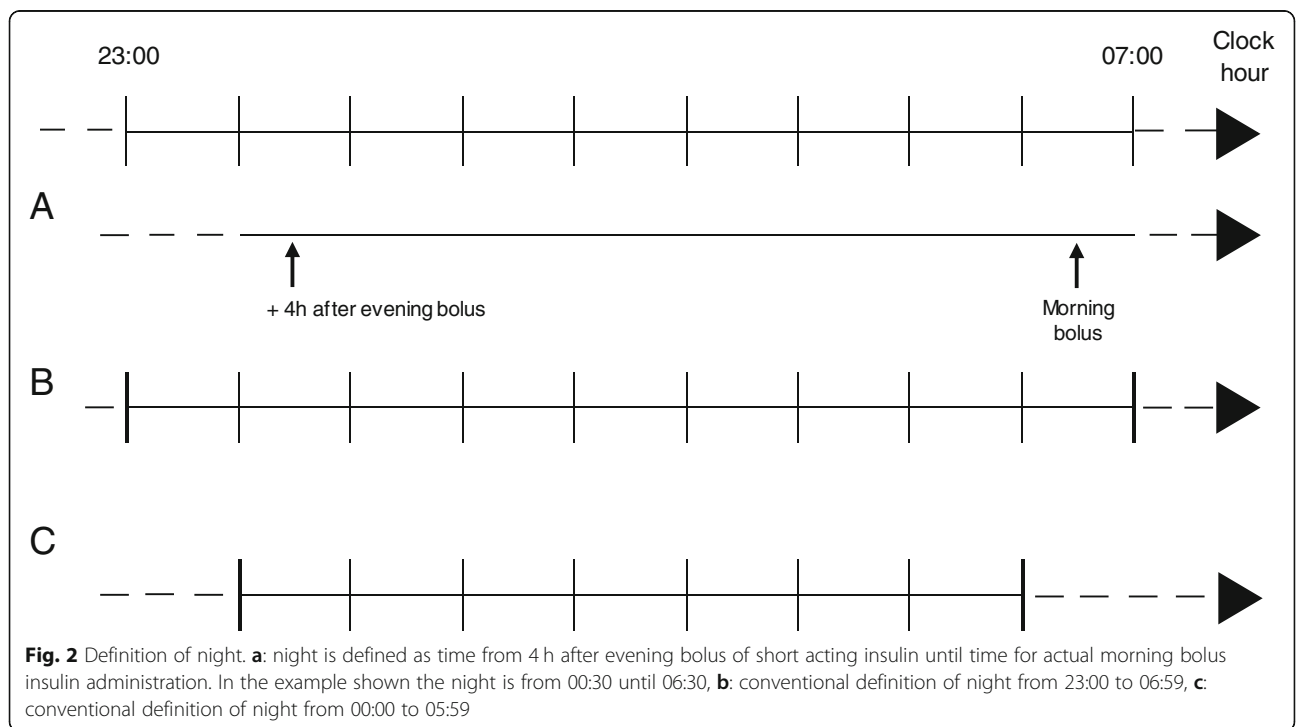 23:00
07:00
Clock
hour
A
+ 4h after evening bolus
Morning
bolus
B
C
Fig. 2 Definition of night. a: night is defined as time from 4 h after evening bolus of short acting insulin until time for actual morning bolus
insulin administration. In the example shown the night is from 00:30 until 06:30, b: conventional definition of night from 23:00 to 06:59, c:
conventional definition of night from 00:00 to 05:59